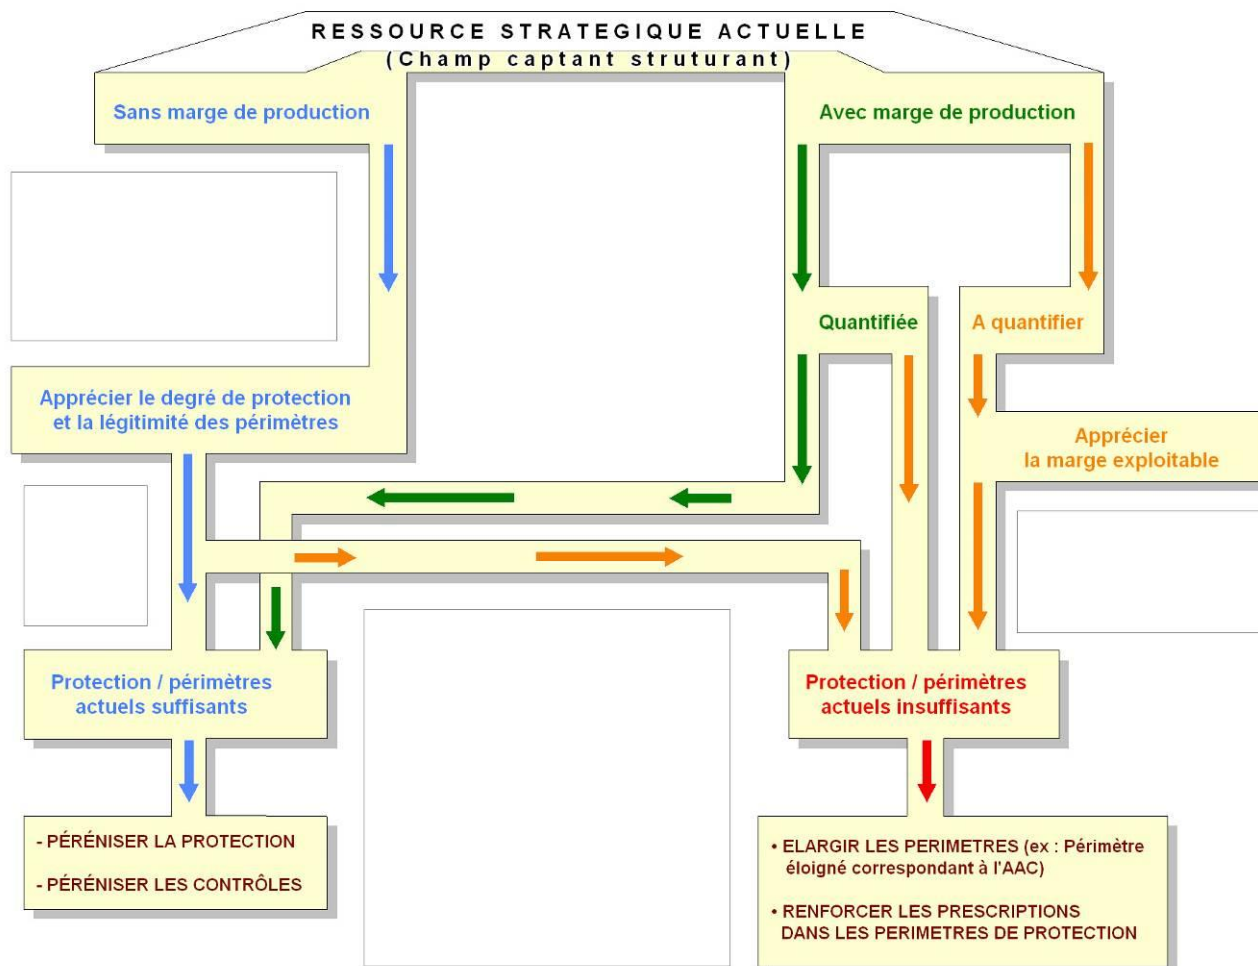 RESSOURCE STRATEGIQUE ACTUELLE
(Champ captant struturant)
Sans marge de production
Avec marge de production
Quantifiée
A quantifier
Apprécier le degré de protection
et la légitimité des périmètres
Apprécier
la marge exploitable
Protection / périmètres
actuels suffisants
Protection / périmètres
actuels insuffisants
- PÉRÉNISER LA PROTECTION
- PÉRÉNISER LES CONTRÔLES
• ELARGIR LES PERIMETRES (ex : Périmètre
éloigné correspondant à l'AAC)
• RENFORCER LES PRESCRIPTIONS
DANS LES PERIMETRES DE PROTECTION